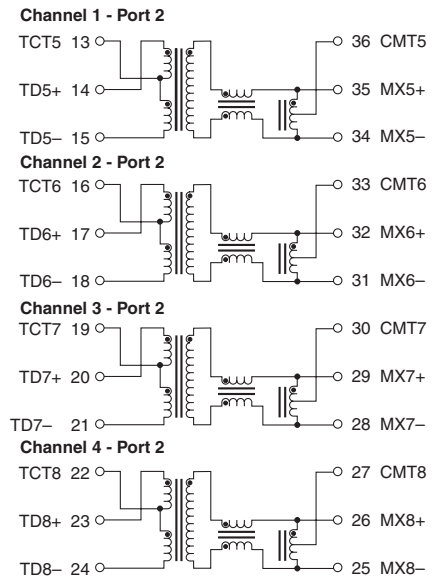 Channel 1 - Port 2
TCT5 13 36 CMT5
TD5+ 14 35 MX5+
TD5– 15 34 MX5–
Channel 2 - Port 2
TCT6 16 33 CMT6
TD6+ 17 32 MX6+
TD6– 18 31 MX6–
Channel 3 - Port 2
TCT7 19 30 CMT7
TD7+ 20 29 MX7+
TD7– 21 28 MX7–
Channel 4 - Port 2
TCT8 22 27 CMT8
TD8+ 23 26 MX8+
TD8– 24 25 MX8–